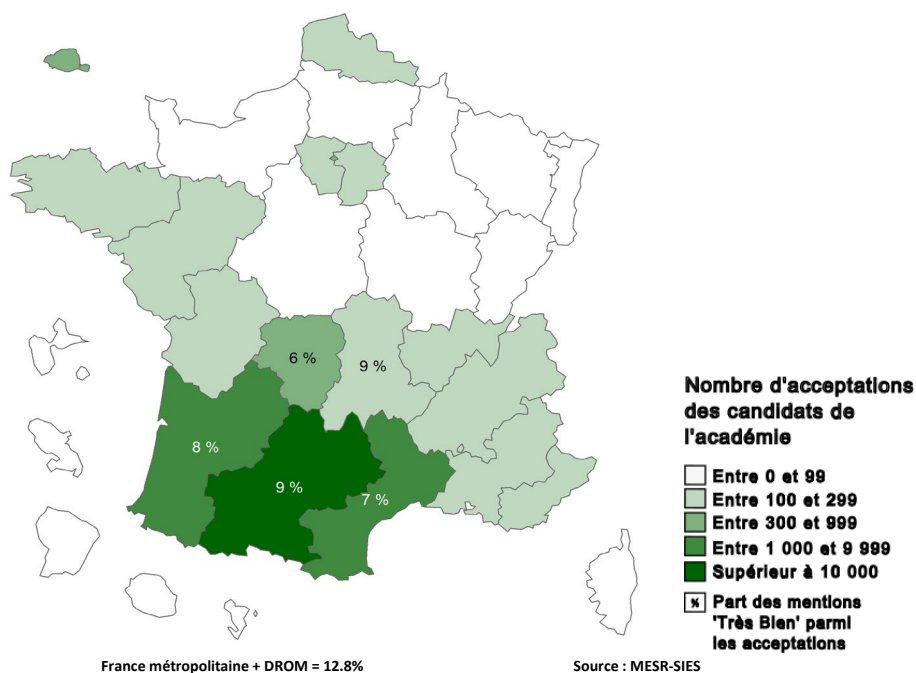 6 %
9 %
8 %
9 %
7 %
Nombre d'acceptations
des candidats de
l'académie
Entre 0 et 99
Entre 100 et 299
Entre 300 et 999
Entre 1 000 et 9 999
Supérieur à 10 000
% Part des mentions
'Très Bien' parmi
les acceptations
France métropolitaine + DROM = 12.8%
Source : MESR-SIES